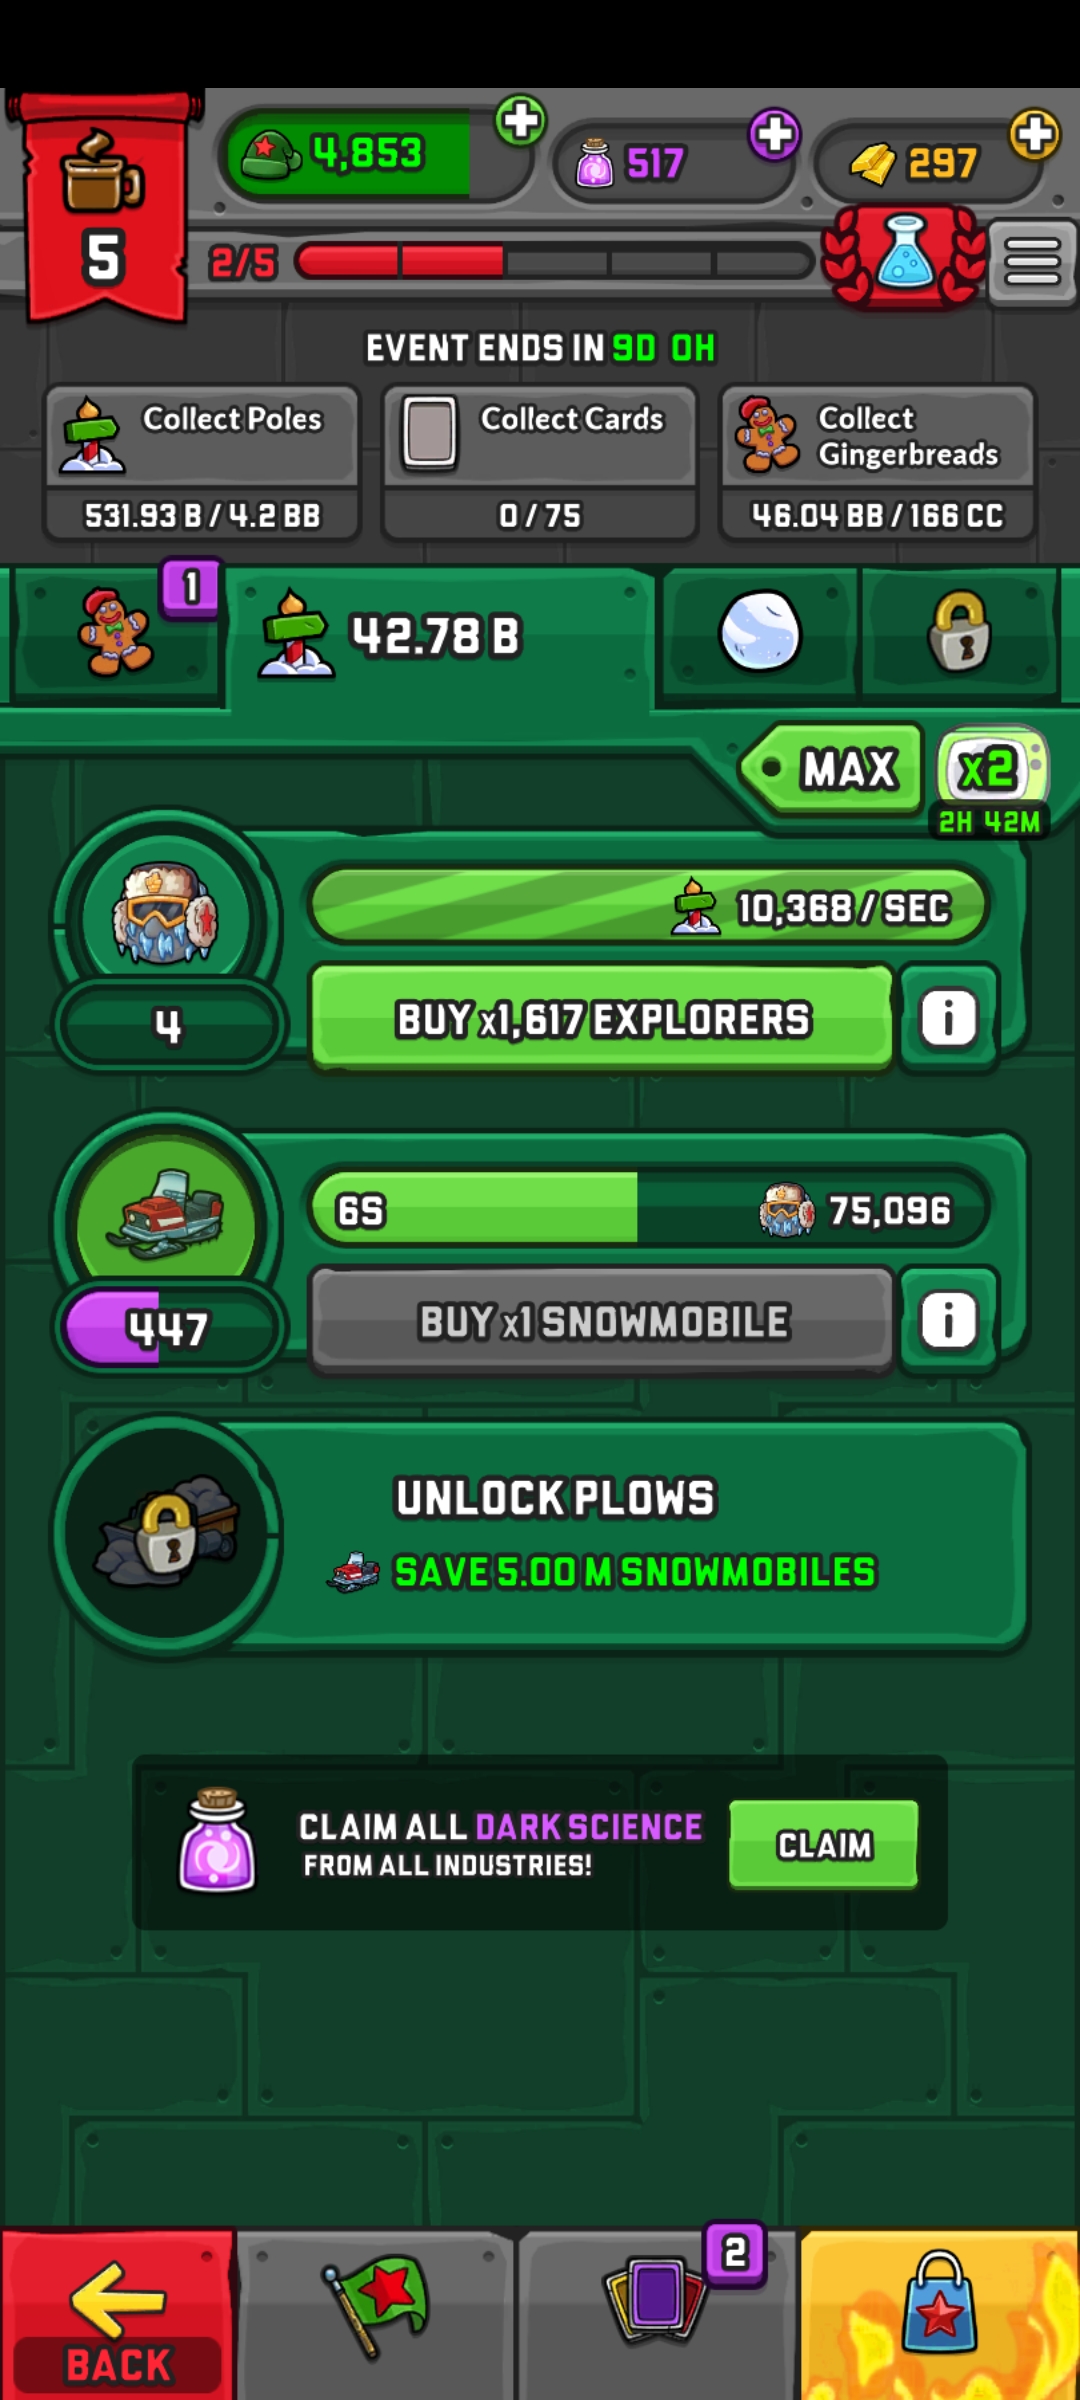 4,853
517
297
5
2/5
EVENT ENDS IN 9D 0H
Collect Poles
531.93 B / 4.2 BB
Collect Cards
0 / 75
Collect
Gingerbreads
46.04 BB / 166 CC
1
42.78 B
MAX
x2
2H 42M
10,368 / SEC
4
BUY x1,617 EXPLORERS
i
6S
75,096
447
BUY x1 SNOWMOBILE
i
UNLOCK PLOWS
SAVE 5.00 M SNOWMOBILES
CLAIM ALL DARK SCIENCE
FROM ALL INDUSTRIES!
CLAIM
2
BACK